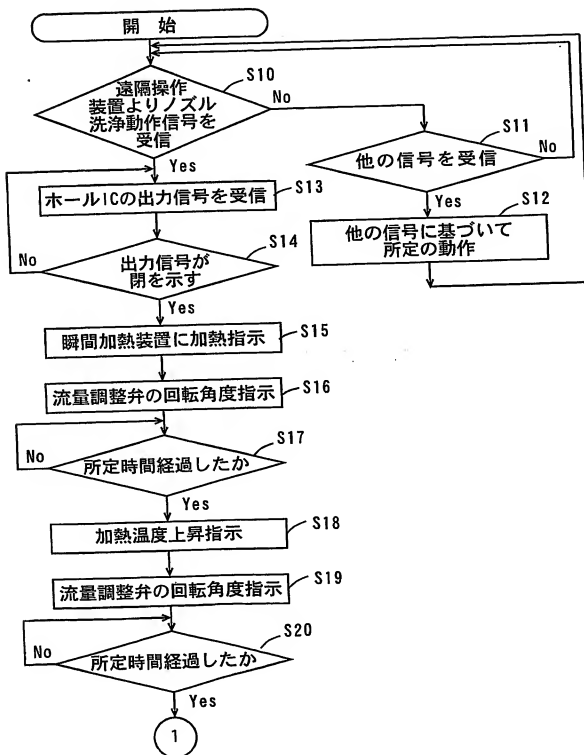 開 始
遠隔操作
装置よりノズル
洗浄動作信号を
受信
S10
No
Yes
他の信号を受信
S11
No
Yes
他の信号に基づいて
所定の動作
S12
ホールICの出力信号を受信
S13
出力信号が
閉を示す
S14
No
Yes
瞬間加熱装置に加熱指示
S15
流量調整弁の回転角度指示
S16
所定時間経過したか
S17
No
Yes
加熱温度上昇指示
S18
流量調整弁の回転角度指示
S19
所定時間経過したか
S20
No
Yes
1